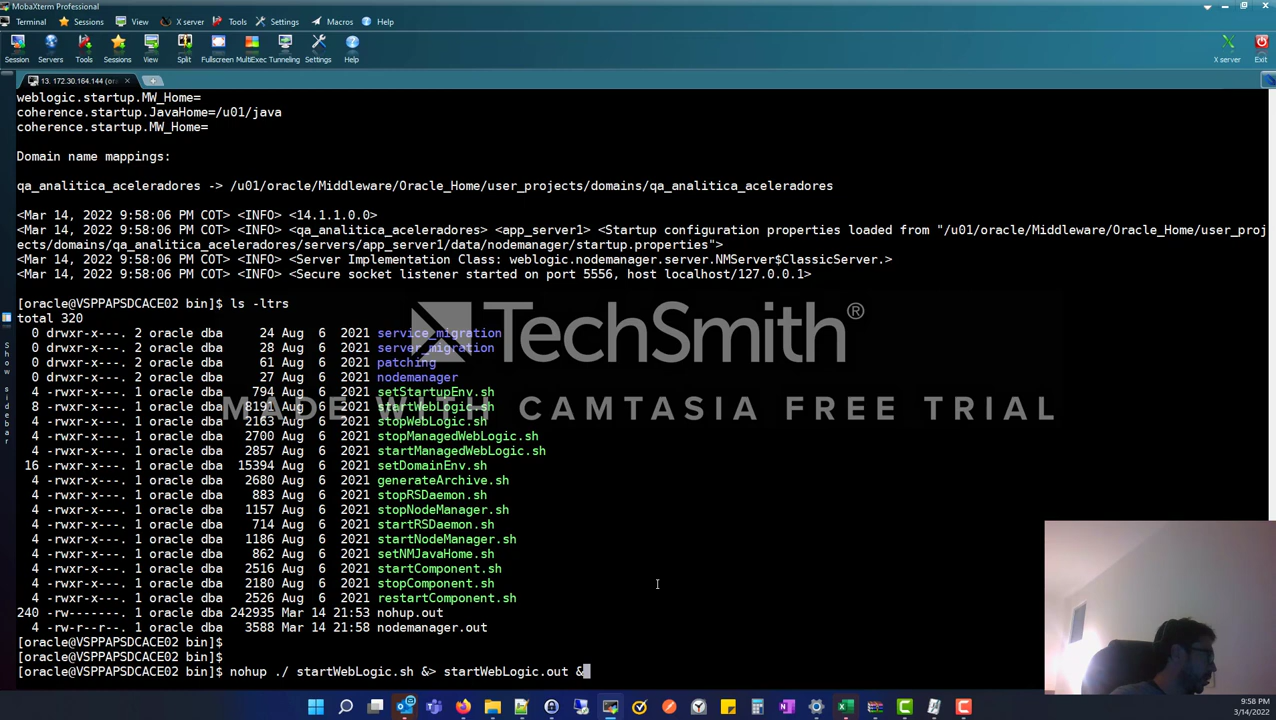 MobaXterm Professional
Terminal Sessions View X server Tools Settings Macros Help
Session Servers Tools Sessions View Split Fullscreen MultiExec Tunneling Settings Help X server Exit
13. 172.30.164.144 (or
weblogic.startup.MW_Home=
coherence.startup.JavaHome=/u01/java
coherence.startup.MW_Home=
Domain name mappings:
qa_analitica_aceleradores -> /u01/oracle/Middleware/Oracle_Home/user_projects/domains/qa_analitica_aceleradores
<Mar 14, 2022 9:58:06 PM COT> <INFO> <14.1.1.0.0>
<Mar 14, 2022 9:58:06 PM COT> <INFO> <qa_analitica_aceleradores> <app_server1> <Startup configuration properties loaded from "/u01/oracle/Middleware/Oracle_Home/user_proj
ects/domains/qa_analitica_aceleradores/servers/app_server1/data/nodemanager/startup.properties">
<Mar 14, 2022 9:58:06 PM COT> <INFO> <Server Implementation Class: weblogic.nodemanager.server.NMServer$ClassicServer.>
<Mar 14, 2022 9:58:06 PM COT> <INFO> <Secure socket listener started on port 5556, host localhost/127.0.0.1>
[oracle@VSPPAPSDCACE02 bin]$ ls -ltrs
total 320
0 drwxr-x---. 2 oracle dba 24 Aug 6 2021 service_migration
0 drwxr-x---. 2 oracle dba 28 Aug 6 2021 server_migration
0 drwxr-x---. 2 oracle dba 61 Aug 6 2021 patching
0 drwxr-x---. 2 oracle dba 27 Aug 6 2021 nodemanager
4 -rwxr-x---. 1 oracle dba 794 Aug 6 2021 setStartupEnv.sh
8 -rwxr-x---. 1 oracle dba 8191 Aug 6 2021 startWebLogic.sh
4 -rwxr-x---. 1 oracle dba 2163 Aug 6 2021 stopWebLogic.sh
4 -rwxr-x---. 1 oracle dba 2700 Aug 6 2021 stopManagedWebLogic.sh
4 -rwxr-x---. 1 oracle dba 2857 Aug 6 2021 startManagedWebLogic.sh
16 -rwxr-x---. 1 oracle dba 15394 Aug 6 2021 setDomainEnv.sh
4 -rwxr-x---. 1 oracle dba 2680 Aug 6 2021 generateArchive.sh
4 -rwxr-x---. 1 oracle dba 883 Aug 6 2021 stopRSDaemon.sh
4 -rwxr-x---. 1 oracle dba 1157 Aug 6 2021 stopNodeManager.sh
4 -rwxr-x---. 1 oracle dba 714 Aug 6 2021 startRSDaemon.sh
4 -rwxr-x---. 1 oracle dba 1186 Aug 6 2021 startNodeManager.sh
4 -rwxr-x---. 1 oracle dba 862 Aug 6 2021 setNMJavaHome.sh
4 -rwxr-x---. 1 oracle dba 2516 Aug 6 2021 startComponent.sh
4 -rwxr-x---. 1 oracle dba 2180 Aug 6 2021 stopComponent.sh
4 -rwxr-x---. 1 oracle dba 2526 Aug 6 2021 restartComponent.sh
240 -rw-------. 1 oracle dba 242935 Mar 14 21:53 nohup.out
4 -rw-r--r--. 1 oracle dba 3588 Mar 14 21:58 nodemanager.out
[oracle@VSPPAPSDCACE02 bin]$
[oracle@VSPPAPSDCACE02 bin]$
[oracle@VSPPAPSDCACE02 bin]$ nohup ./ startWebLogic.sh &> startWebLogic.out &
TechSmith®
MADE WITH CAMTASIA FREE TRIAL
Show sidebar
9:58 PM
3/14/2022